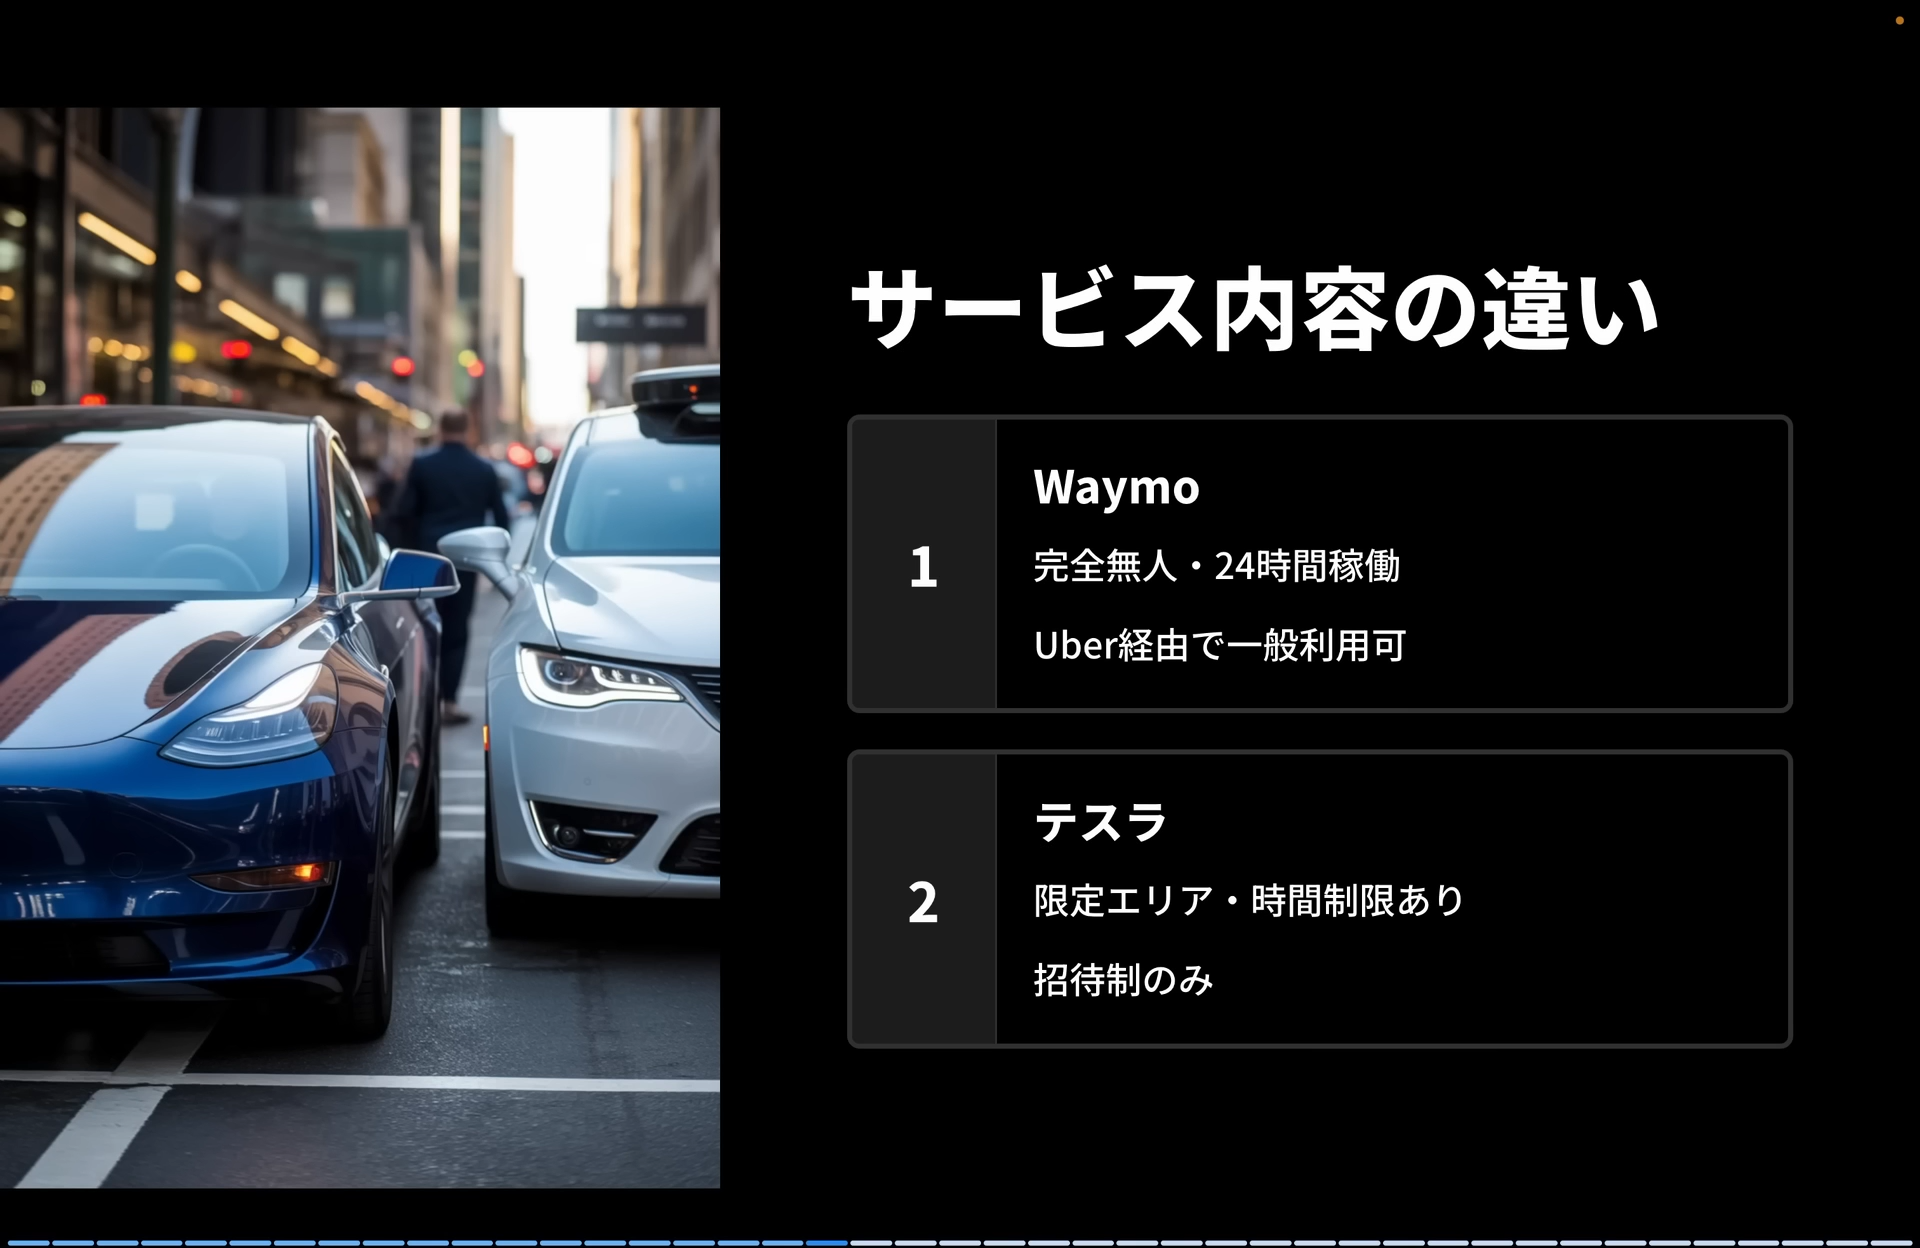 サービス内容の違い
1
Waymo
完全無人・24時間稼働
Uber経由で一般利用可
2
テスラ
限定エリア・時間制限あり
招待制のみ